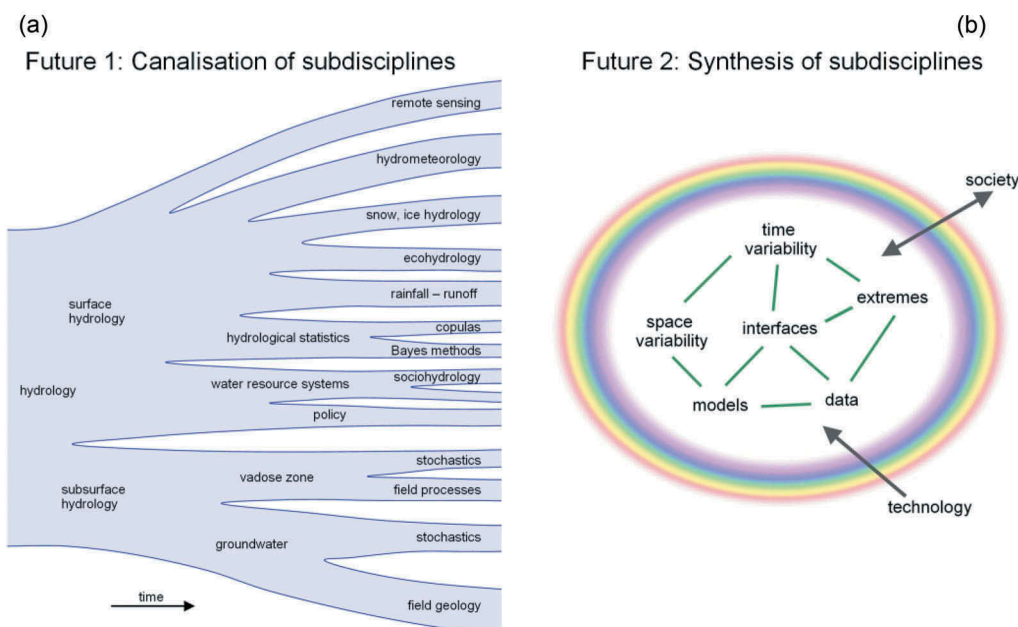 (a)
Future 1: Canalisation of subdisciplines
remote sensing
hydrometeorology
snow, ice hydrology
ecohydrology
rainfall – runoff
surface
hydrology
hydrological statistics
copulas
Bayes methods
hydrology
water resource systems
sociohydrology
policy
stochastics
vadose zone
field processes
subsurface
hydrology
stochastics
groundwater
field geology
time
(b)
Future 2: Synthesis of subdisciplines
society
time
variability
extremes
space
variability
interfaces
models
data
technology